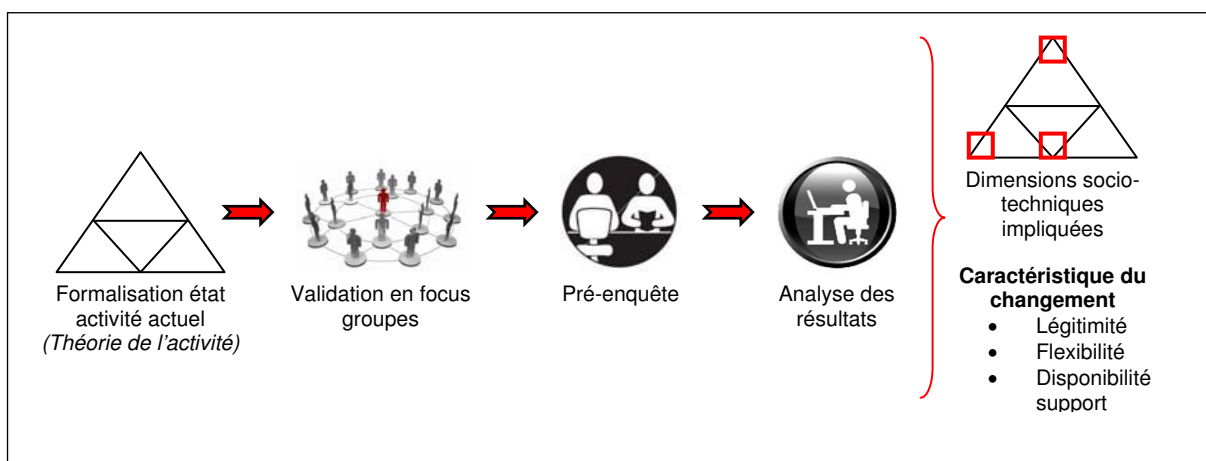 Formalisation état
activité actuel
(Théorie de l'activité)
Validation en focus
groupes
Pré-enquête
Analyse des
résultats
Dimensions socio-
techniques
impliquées
Caractéristique du
changement
• Légitimité
• Flexibilité
• Disponibilité
support